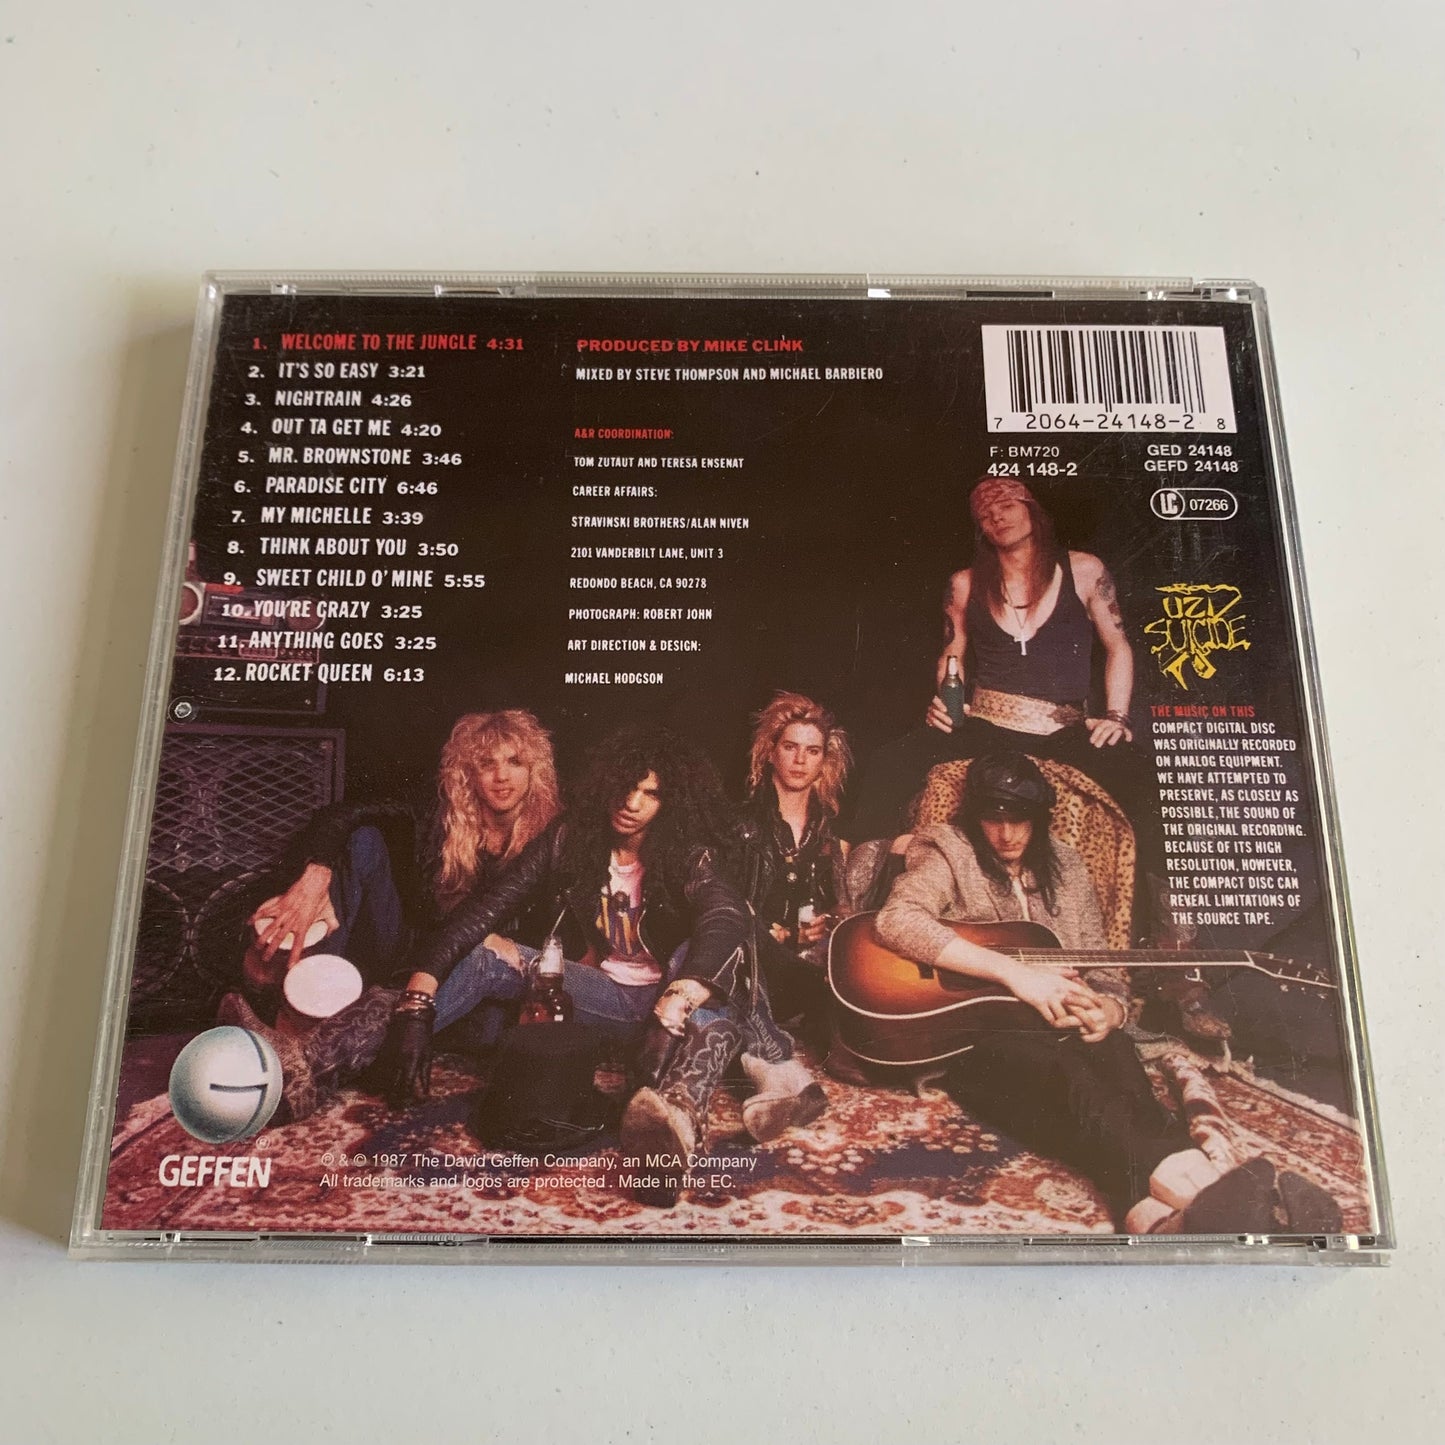 1. WELCOME TO THE JUNGLE 4:31
2. IT'S SO EASY 3:21
3. NIGHTRAIN 4:26
4. OUT TA GET ME 4:20
5. MR. BROWNSTONE 3:46
6. PARADISE CITY 6:46
7. MY MICHELLE 3:39
8. THINK ABOUT YOU 3:50
9. SWEET CHILD O' MINE 5:55
10. YOU'RE CRAZY 3:25
11. ANYTHING GOES 3:25
12. ROCKET QUEEN 6:13
PRODUCED BY MIKE CLINK
MIXED BY STEVE THOMPSON AND MICHAEL BARBIERO
A&R COORDINATION:
TOM ZUTAUT AND TERESA ENSENAT
CAREER AFFAIRS:
STRAVINSKI BROTHERS/ALAN NIVEN
2101 VANDERBILT LANE, UNIT 3
REDONDO BEACH, CA 90278
PHOTOGRAPH: ROBERT JOHN
ART DIRECTION & DESIGN:
MICHAEL HODGSON
7 2064-24148-2 8
F: BM720
424 148-2
GED 24148
GEFD 24148
LC 07266
UZI
SUICIDE
THE MUSIC ON THIS
COMPACT DIGITAL DISC
WAS ORIGINALLY RECORDED
ON ANALOG EQUIPMENT.
WE HAVE ATTEMPTED TO
PRESERVE, AS CLOSELY AS
POSSIBLE, THE SOUND OF
THE ORIGINAL RECORDING.
BECAUSE OF ITS HIGH
RESOLUTION, HOWEVER,
THE COMPACT DISC CAN
REVEAL LIMITATIONS OF
THE SOURCE TAPE.
®
GEFFEN
℗ & © 1987 The David Geffen Company, an MCA Company
All trademarks and logos are protected . Made in the EC.